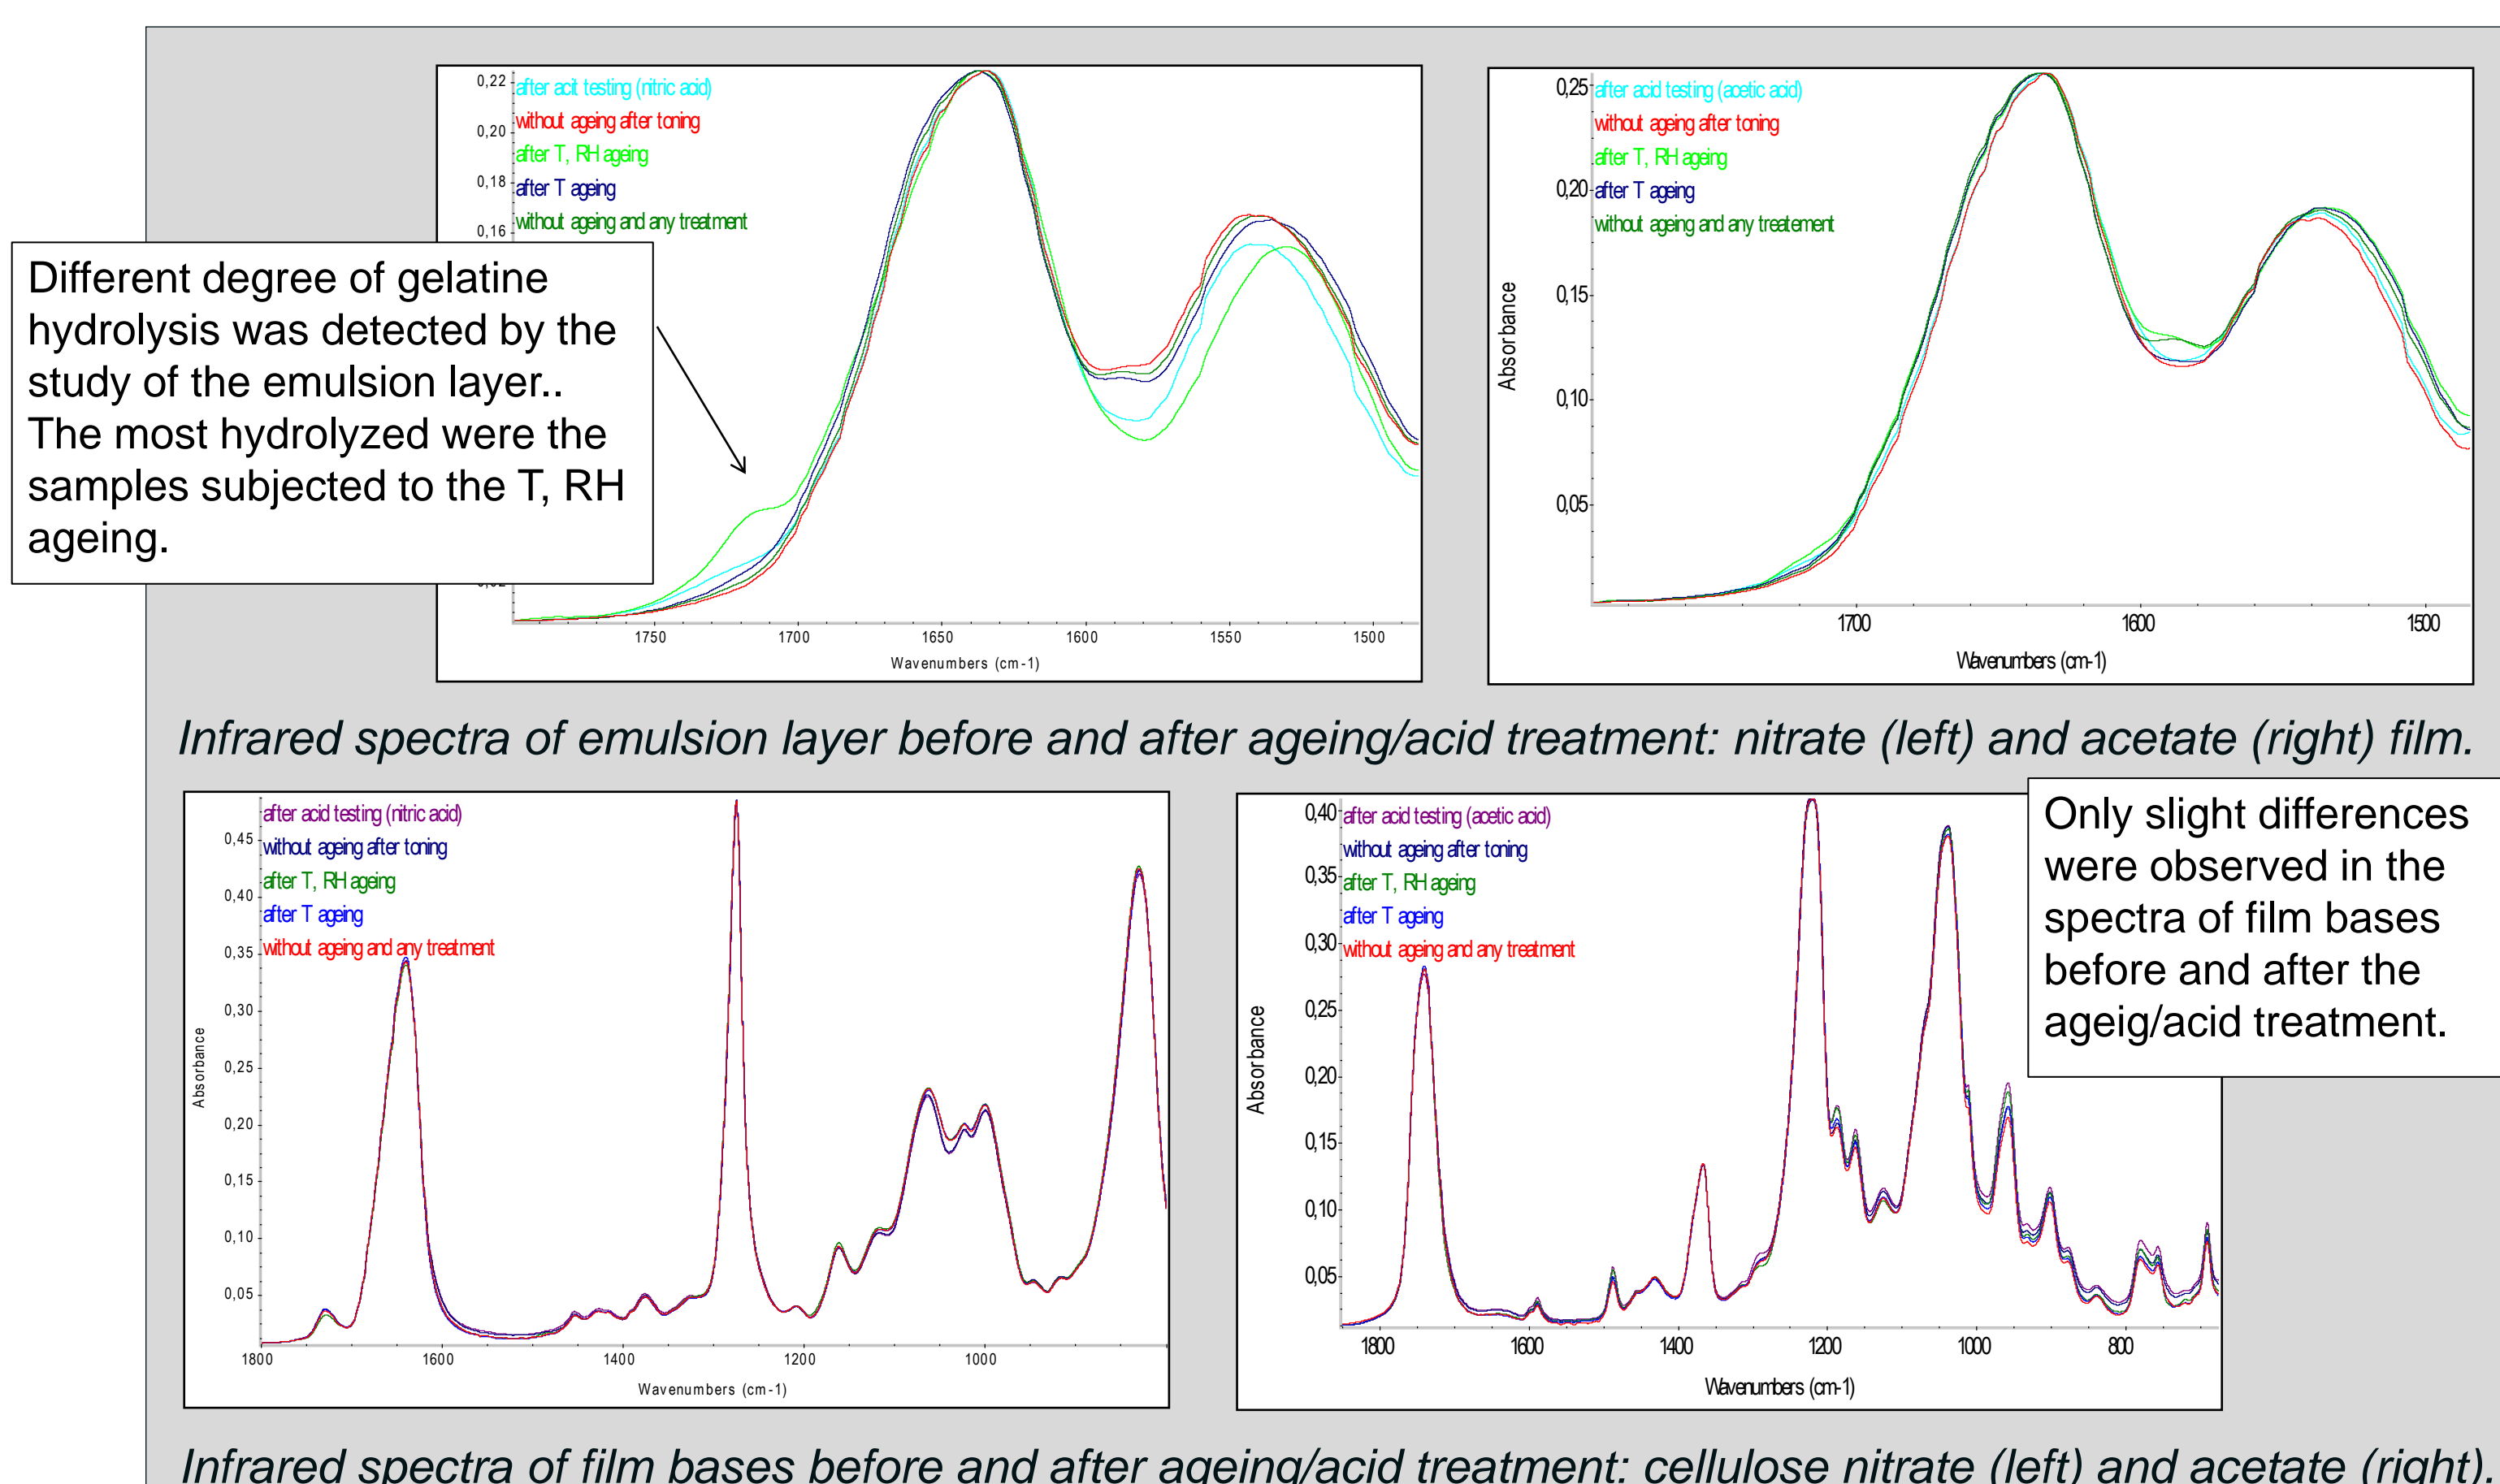 0,22
0,20
0,18
0,16
after acit testing (nitric acid)
without ageing after toning
after T, RH ageing
after T ageing
without ageing and any treatment
1750
1700
1650
1600
1550
1500
Wavenumbers (cm-1)
Different degree of gelatine
hydrolysis was detected by the
study of the emulsion layer..
The most hydrolyzed were the
samples subjected to the T, RH
ageing.
0,25
0,20
0,15
0,10
0,05
Absorbance
after acid testing (acetic acid)
without ageing after toning
after T, RH ageing
after T ageing
without ageing and any treatement
1700
1600
1500
Wavenumbers (cm-1)
Infrared spectra of emulsion layer before and after ageing/acid treatment: nitrate (left) and acetate (right) film.
0,45
0,40
0,35
0,30
0,25
0,20
0,15
0,10
0,05
Absorbance
after acid testing (nitric acid)
without ageing after toning
after T, RH ageing
after T ageing
without ageing and any treatment
1800
1600
1400
1200
1000
Wavenumbers (cm-1)
0,40
0,35
0,30
0,25
0,20
0,15
0,10
0,05
Absorbance
after acid testing (acetic acid)
without ageing after toning
after T, RH ageing
after T ageing
without ageing and any treatment
1800
1600
1400
1200
1000
800
Wavenumbers (cm-1)
Only slight differences
were observed in the
spectra of film bases
before and after the
ageig/acid treatment.
Infrared spectra of film bases before and after ageing/acid treatment: cellulose nitrate (left) and acetate (right).